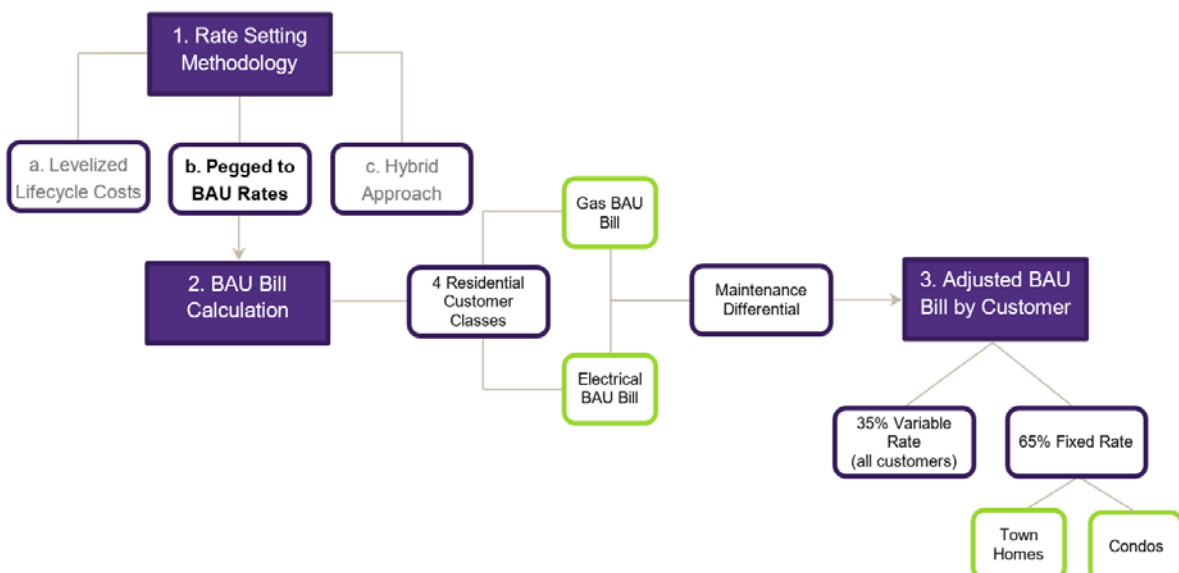 1. Rate Setting
Methodology
a. Levelized
Lifecycle Costs
b. Pegged to
BAU Rates
c. Hybrid
Approach
2. BAU Bill
Calculation
4 Residential
Customer
Classes
Gas BAU
Bill
Electrical
BAU Bill
Maintenance
Differential
3. Adjusted BAU
Bill by Customer
35% Variable
Rate
(all customers)
65% Fixed Rate
Town
Homes
Condos